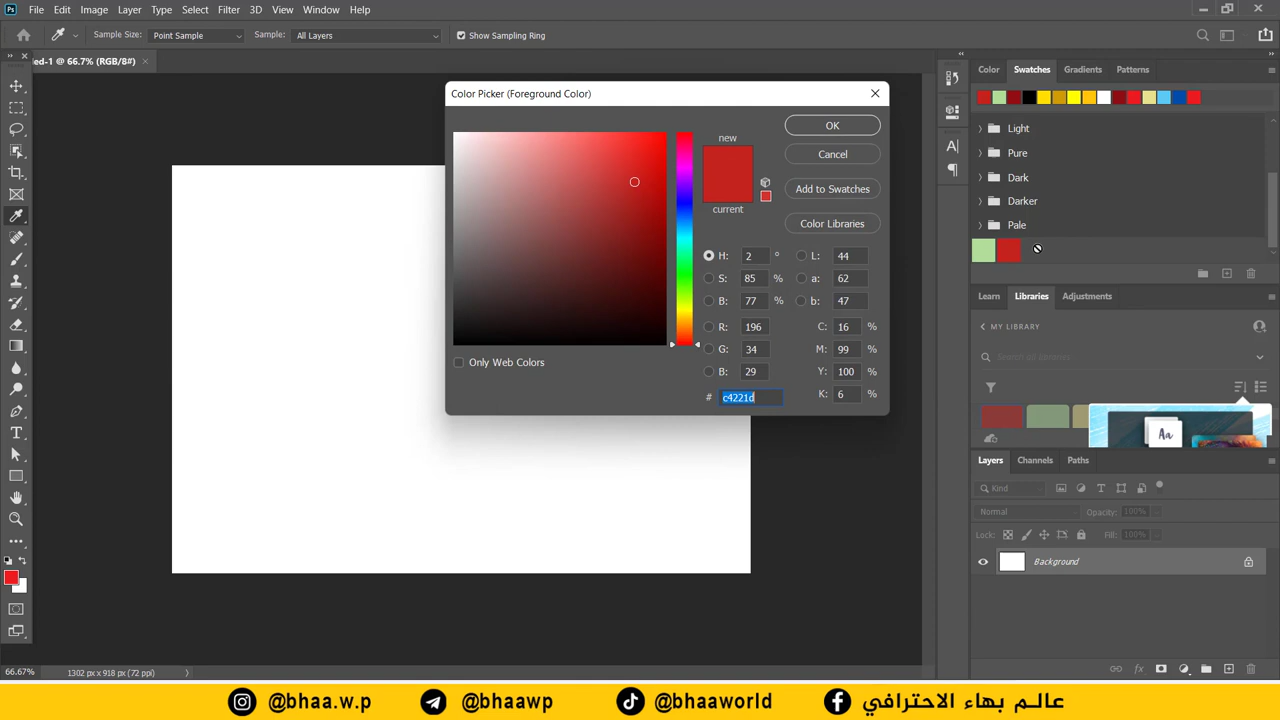 Ps File Edit Image Layer Type Select Filter 3D View Window Help
Sample Size: Point Sample Sample: All Layers Show Sampling Ring
ed-1 @ 66.7% (RGB/8#)
Color Picker (Foreground Color)
new
current
OK
Cancel
Add to Swatches
Color Libraries
H: 2 °
S: 85 %
B: 77 %
R: 196
G: 34
B: 29
# c4221d
L: 44
a: 62
b: 47
C: 16 %
M: 99 %
Y: 100 %
K: 6 %
Only Web Colors
Color Swatches Gradients Patterns
Light
Pure
Dark
Darker
Pale
Learn Libraries Adjustments
MY LIBRARY
Search all Libraries
Aa
Layers Channels Paths
Kind
Normal Opacity: 100%
Lock: Fill: 100%
Background
66.67% 1302 px x 918 px (72 ppi)
@bhaa.w.p @bhaawp @bhaaworld عالم بهاء الاحترافي